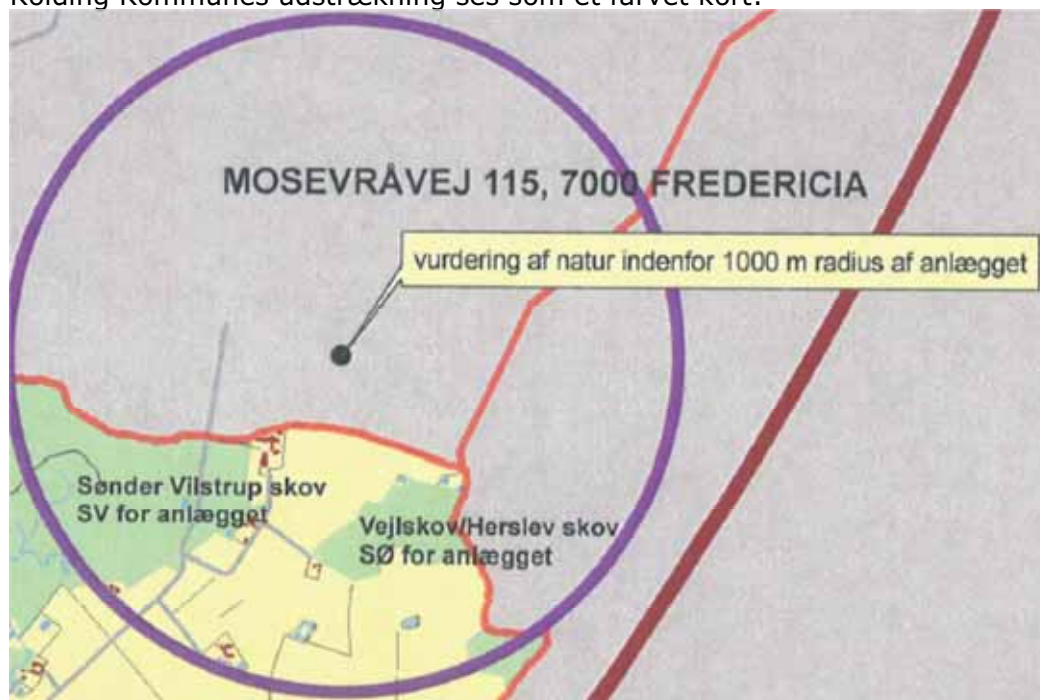 Kolding Kommunes udstrækning ses som et farvet kort.
MOSEVRÅVEJ 115, 7000 FREDERICIA
vurdering af natur indenfor 1000 m radius af anlægget
Sønder Vilstrup skov
SV for anlægget
Vejlskov/Herslev skov
SØ for anlægget